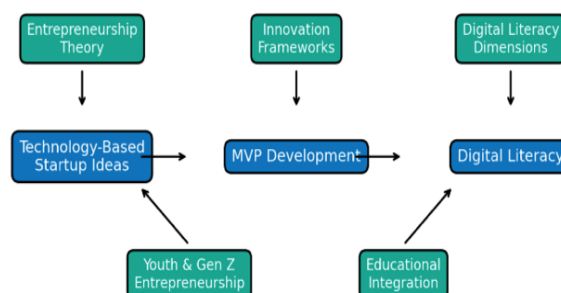 Entrepreneurship
Theory
Innovation
Frameworks
Digital Literacy
Dimensions
Technology-Based
Startup Ideas
MVP Development
Digital Literacy
Youth & Gen Z
Entrepreneurship
Educational
Integration